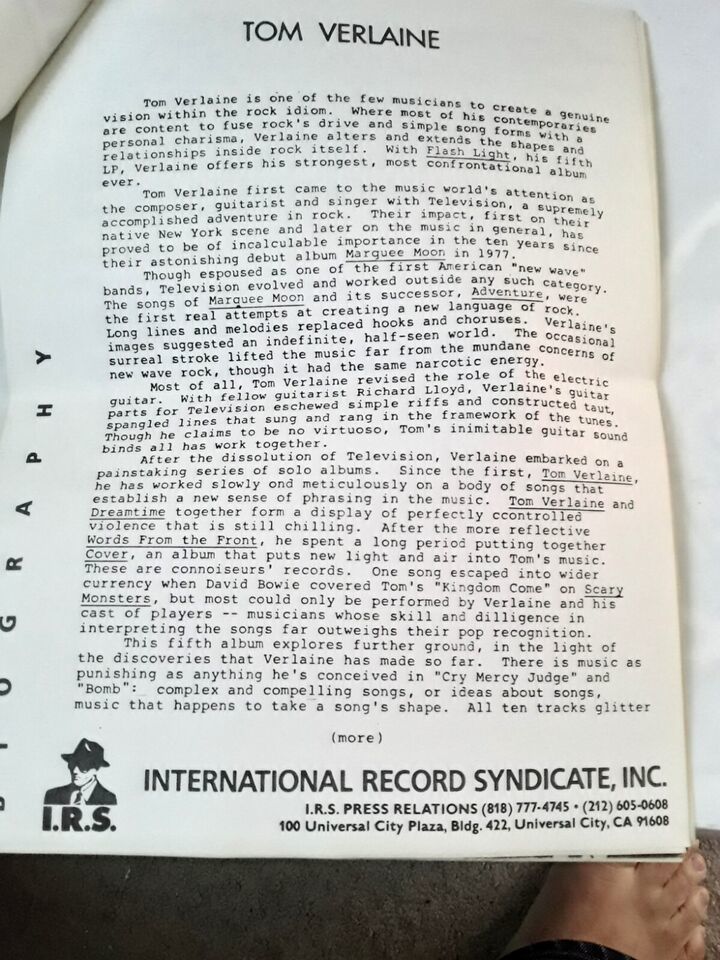 TOM VERLAINE
Tom Verlaine is one of the few musicians to create a genuine
vision within the rock idiom. Where most of his contemporaries
are content to fuse rock's drive and simple song forms with a
personal charisma, Verlaine alters and extends the shapes and
relationships inside rock itself. With Flash Light, his fifth
LP, Verlaine offers his strongest, most confrontational album
ever.
Tom Verlaine first came to the music world's attention as
the composer, guitarist and singer with Television, a supremely
accomplished adventure in rock. Their impact, first on their
native New York scene and later on the music in general, has
proved to be of incalculable importance in the ten years since
their astonishing debut album Marquee Moon in 1977.
Though espoused as one of the first American "new wave"
bands, Television evolved and worked outside any such category.
The songs of Marquee Moon and its successor, Adventure, were
the first real attempts at creating a new language of rock.
Long lines and melodies replaced hooks and choruses. Verlaine's
images suggested an indefinite, half-seen world. The occasional
surreal stroke lifted the music far from the mundane concerns of
new wave rock, though it had the same narcotic energy.
Most of all, Tom Verlaine revised the role of the electric
guitar. With fellow guitarist Richard Lloyd, Verlaine's guitar
parts for Television eschewed simple riffs and constructed taut,
spangled lines that sung and rang in the framework of the tunes.
Though he claims to be no virtuoso, Tom's inimitable guitar sound
binds all has work together.
After the dissolution of Television, Verlaine embarked on a
painstaking series of solo albums. Since the first, Tom Verlaine,
he has worked slowly ond meticulously on a body of songs that
establish a new sense of phrasing in the music. Tom Verlaine and
Dreamtime together form a display of perfectly ccontrolled
violence that is still chilling. After the more reflective
Words From the Front, he spent a long period putting together
Cover, an album that puts new light and air into Tom's music.
These are connoiseurs' records. One song escaped into wider
currency when David Bowie covered Tom's "Kingdom Come" on Scary
Monsters, but most could only be performed by Verlaine and his
cast of players -- musicians whose skill and dilligence in
interpreting the songs far outweighs their pop recognition.
This fifth album explores further ground, in the light of
the discoveries that Verlaine has made so far. There is music as
punishing as anything he's conceived in "Cry Mercy Judge" and
"Bomb": complex and compelling songs, or ideas about songs,
music that happens to take a song's shape. All ten tracks glitter
(more)
BIOGRAPHY
I.R.S.
INTERNATIONAL RECORD SYNDICATE, INC.
I.R.S. PRESS RELATIONS (818) 777-4745 • (212) 605-0608
100 Universal City Plaza, Bldg. 422, Universal City, CA 91608